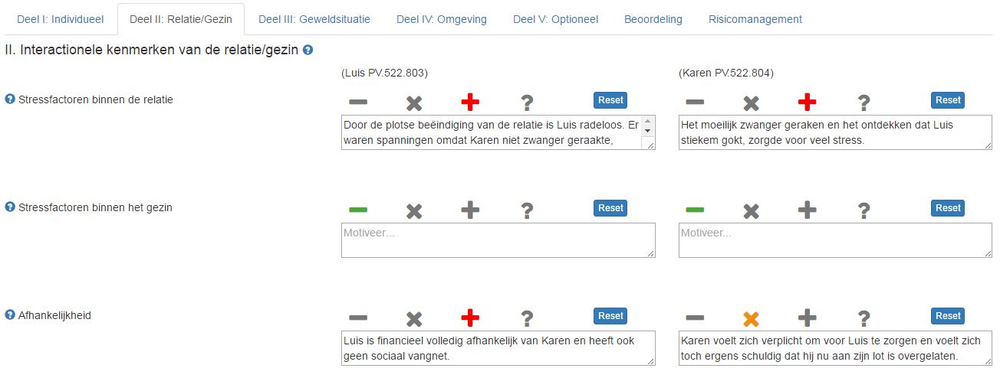 Deel I: Individueel Deel II: Relatie/Gezin Deel III: Geweldsituatie Deel IV: Omgeving Deel V: Optioneel Beoordeling Risicomanagement
II. Interactionele kenmerken van de relatie/gezin ?
(Luis PV.522.803) (Karen PV.522.804)
? Stressfactoren binnen de relatie ? Reset ? Reset
Door de plotse beëindiging van de relatie is Luis radeloos. Er
waren spanningen omdat Karen niet zwanger geraakte,
Het moeilijk zwanger geraken en het ontdekken dat Luis
stiekem gokt, zorgde voor veel stress.
? Stressfactoren binnen het gezin ? Reset ? Reset
Motiveer... Motiveer...
? Afhankelijkheid ? Reset ? Reset
Luis is financieel volledig afhankelijk van Karen en heeft ook
geen sociaal vangnet.
Karen voelt zich verplicht om voor Luis te zorgen en voelt zich
toch ergens schuldig dat hij nu aan zijn lot is overgelaten.